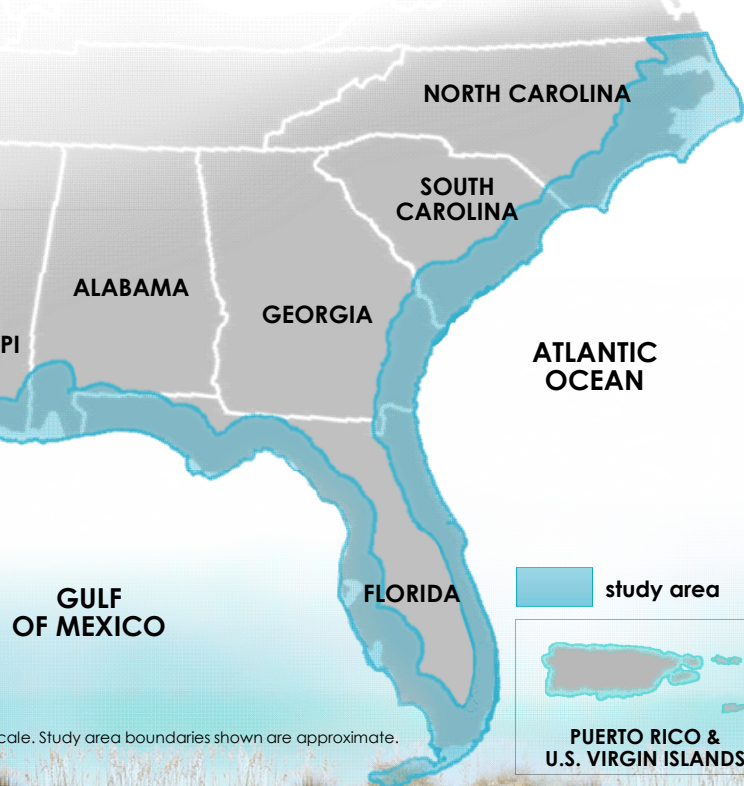 NORTH CAROLINA
SOUTH
CAROLINA
ALABAMA
GEORGIA
PI
ATLANTIC
OCEAN
GULF
OF MEXICO
FLORIDA
study area
cale. Study area boundaries shown are approximate.
PUERTO RICO &
U.S. VIRGIN ISLANDS